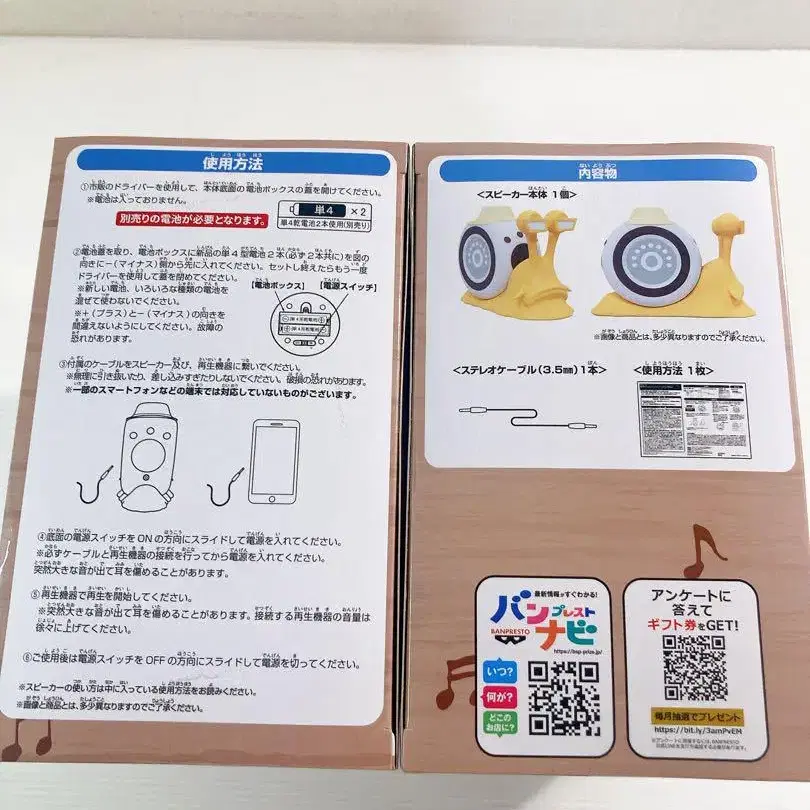 使用方法
①市販のドライバーを使用して、本体底面の電池ボックスの蓋を開けてください。
※電池は入っておりません。
別売りの電池が必要となります。
単4 ×2
単4乾電池2本使用(別売り)
②電池蓋を取り、電池ボックスに新品の単4型電池2本(必ず2本共に)を図の
向きに−(マイナス)側から先に入れてください。セットし終えたらもう一度
ドライバーを使用して蓋を閉めてください。
※新しい電池、いろいろな種類の電池を
混ぜて使わないでください。
※+(プラス)と−(マイナス)の向きを
間違えないようにしてください。故障の
恐れがあります。
【電池ボックス】 【電源スイッチ】
③付属のケーブルをスピーカー及び、再生機器に繋いでください。
※無理に引き抜いたり、差し込みすぎたりしないでください。破損の恐れがあります。
※一部のスマートフォンなどの端末では対応していないものがございます。
④底面の電源スイッチをONの方向にスライドして電源を入れてください。
※必ずケーブルと再生機器の接続を行ってから電源を入れてください。
突然大きな音が出て耳を傷めることがあります。
⑤再生機器で再生を開始してください。
※突然大きな音が出て耳を傷めることがあります。接続する再生機器の音量は
徐々に上げてください。
⑥ご使用後は電源スイッチをOFFの方向にスライドして電源を切ってください。
※スピーカーの使い方は中に入っている使用方法をお読みください。
※画像と商品とは、多少異なりますのでご了承ください。
内容物
<スピーカー本体 1個>
※画像と商品とは、多少異なりますのでご了承ください。
<ステレオケーブル(3.5mm)1本>
<使用方法 1枚>
最新情報がすぐわかる!
バンプレスト
ナビ
BANPRESTO
https://bsp-prize.jp/
いつ?
何が?
どこの
お店に?
アンケートに
答えて
ギフト券をGET!
毎月抽選でプレゼント
https://bit.ly/3amPvEM